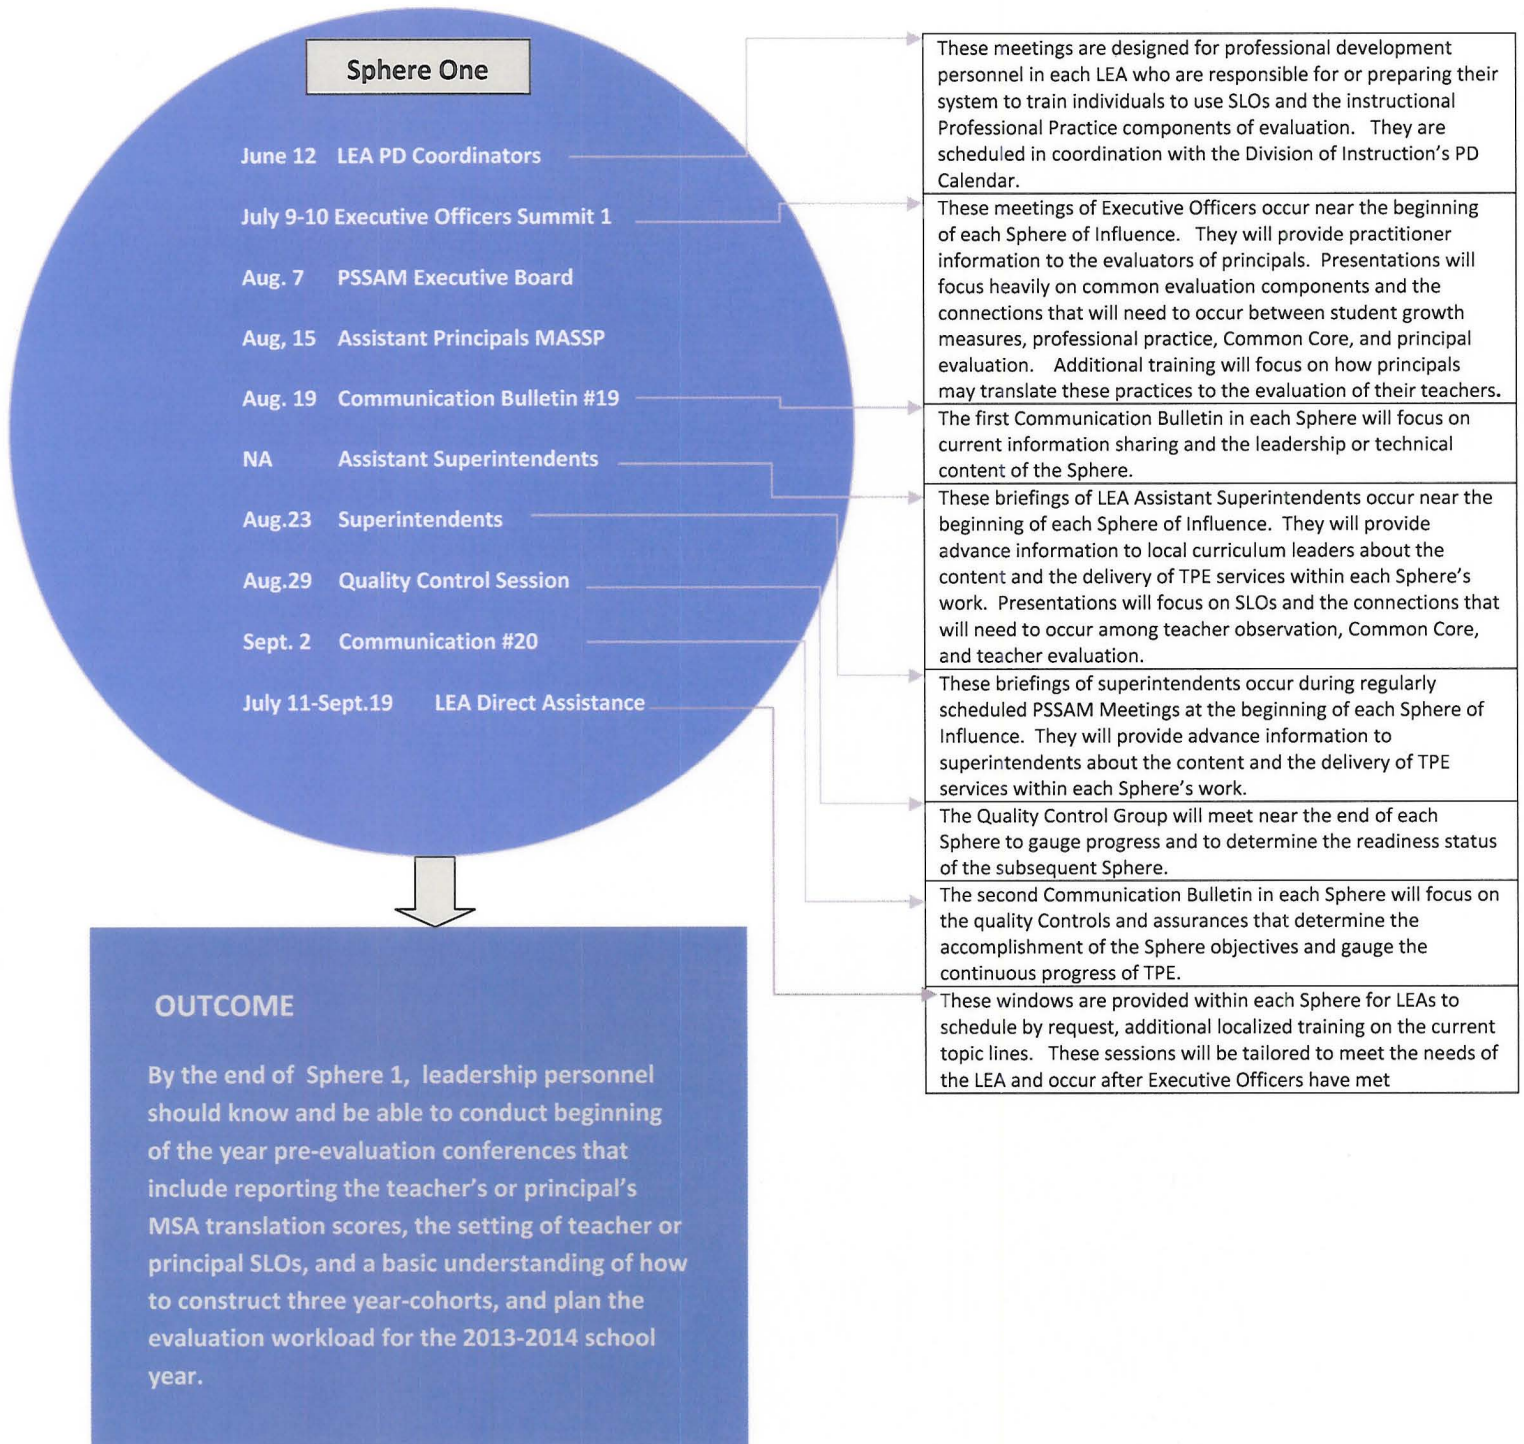 Sphere One
June 12 LEA PD Coordinators
July 9-10 Executive Officers Summit 1
Aug. 7 PSSAM Executive Board
Aug, 15 Assistant Principals MASSP
Aug. 19 Communication Bulletin #19
NA Assistant Superintendents
Aug.23 Superintendents
Aug.29 Quality Control Session
Sept. 2 Communication #20
July 11-Sept.19 LEA Direct Assistance
OUTCOME
By the end of Sphere 1, leadership personnel
should know and be able to conduct beginning
of the year pre-evaluation conferences that
include reporting the teacher's or principal's
MSA translation scores, the setting of teacher or
principal SLOs, and a basic understanding of how
to construct three year-cohorts, and plan the
evaluation workload for the 2013-2014 school
year.
These meetings are designed for professional development
personnel in each LEA who are responsible for or preparing their
system to train individuals to use SLOs and the instructional
Professional Practice components of evaluation. They are
scheduled in coordination with the Division of Instruction's PD
Calendar.
These meetings of Executive Officers occur near the beginning
of each Sphere of Influence. They will provide practitioner
information to the evaluators of principals. Presentations will
focus heavily on common evaluation components and the
connections that will need to occur between student growth
measures, professional practice, Common Core, and principal
evaluation. Additional training will focus on how principals
may translate these practices to the evaluation of their teachers.
The first Communication Bulletin in each Sphere will focus on
current information sharing and the leadership or technical
content of the Sphere.
These briefings of LEA Assistant Superintendents occur near the
beginning of each Sphere of Influence. They will provide
advance information to local curriculum leaders about the
content and the delivery of TPE services within each Sphere's
work. Presentations will focus on SLOs and the connections that
will need to occur among teacher observation, Common Core,
and teacher evaluation.
These briefings of superintendents occur during regularly
scheduled PSSAM Meetings at the beginning of each Sphere of
Influence. They will provide advance information to
superintendents about the content and the delivery of TPE
services within each Sphere's work.
The Quality Control Group will meet near the end of each
Sphere to gauge progress and to determine the readiness status
of the subsequent Sphere.
The second Communication Bulletin in each Sphere will focus on
the quality Controls and assurances that determine the
accomplishment of the Sphere objectives and gauge the
continuous progress of TPE.
These windows are provided within each Sphere for LEAs to
schedule by request, additional localized training on the current
topic lines. These sessions will be tailored to meet the needs of
the LEA and occur after Executive Officers have met